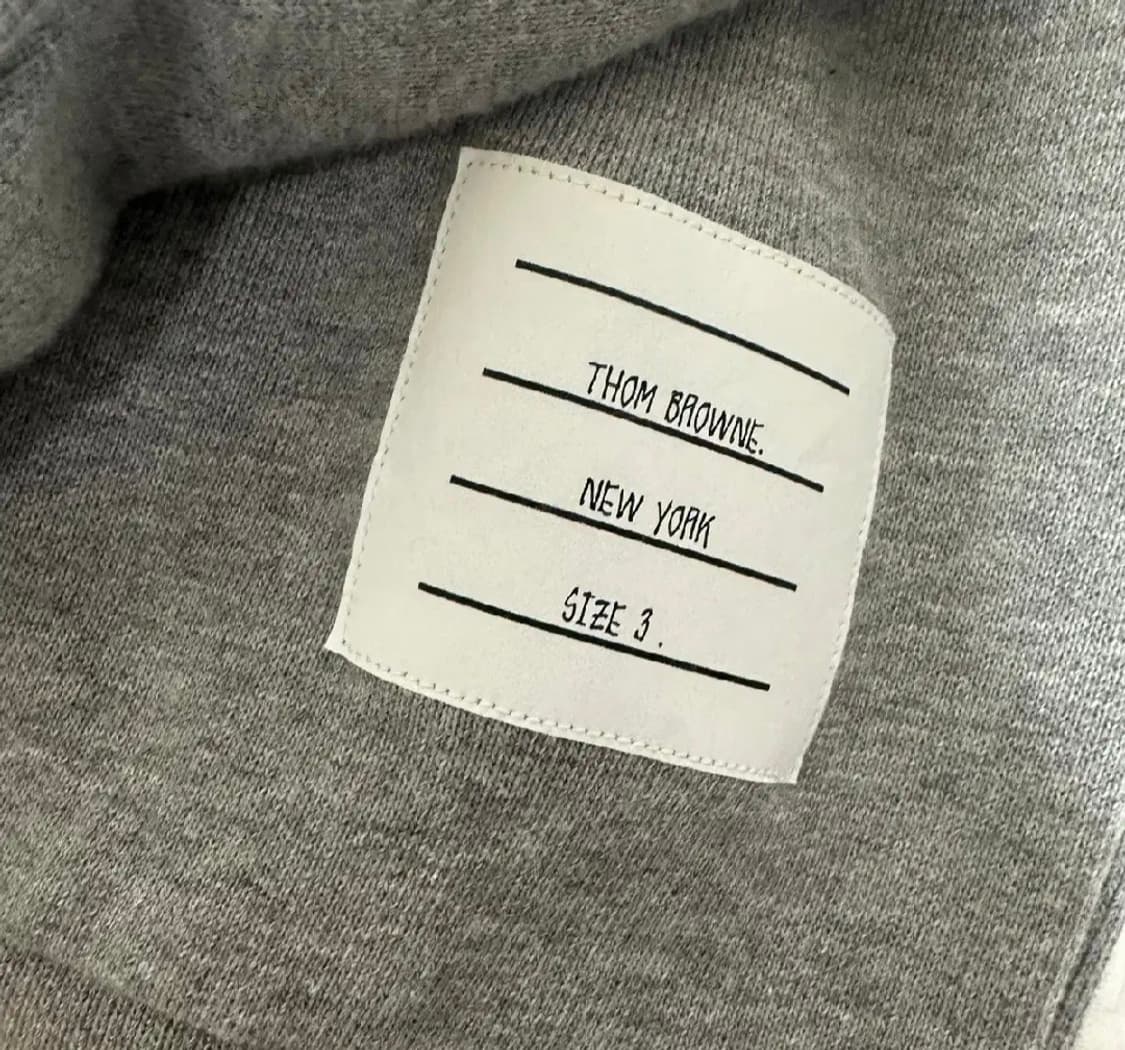 THOM BROWNE.
NEW YORK
SIZE 3.